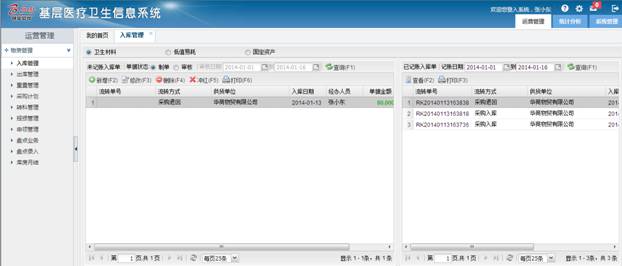 基层医疗卫生信息系统
欢迎您登入系统，张小东
运营管理 统计分析 系统管理
运营管理
物资管理
入库管理
出库管理
重置管理
采购计划
转科管理
报损管理
申领管理
盘点业务
盘点录入
库房月结
我的首页 入库管理
卫生材料 低值易耗 固定资产
未记账入库单 单据状态 制单 审核 审核日期 2014-01-01 到 2014-01-16 查询(F1)
新增(F2) 修改(F3) 删除(F4) 冲红(F5) 打印(F6)
流转单号 流转方式 供货单位 入库日期 经办人员 单据金额
1 采购退回 华荷物贸有限公司 2014-01-13 张小东
第 1 页,共 1 页 每页25条 显示 1 - 1条，共 1 条
已记账入库单 记账日期 2014-01-01 到 2014-01-16 查询(F1)
查看(F2) 打印(F3)
流转单号 流转方式 供货单位 入库
1 RK20140113163838 采购退回 华荷物贸有限公司 2014
2 RK20140113163818 采购入库 华荷物贸有限公司 2014
3 RK20140113163736 采购入库 华荷物贸有限公司 2014
第 1 页,共 1 页 每页25条 显示 1 - 3条，共 3 条